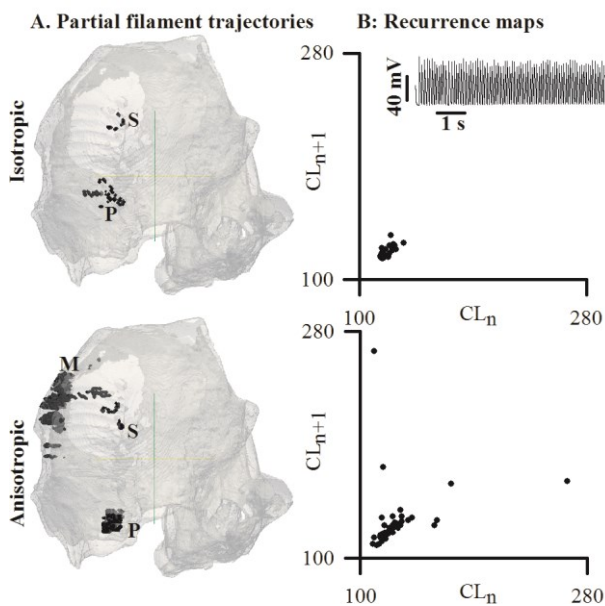 A. Partial filament trajectories
B: Recurrence maps
Isotropic
S
P
280
CLn+1
40 mV
1 s
100
100
CLn
280
Anisotropic
M
S
P
280
CLn+1
100
100
CLn
280